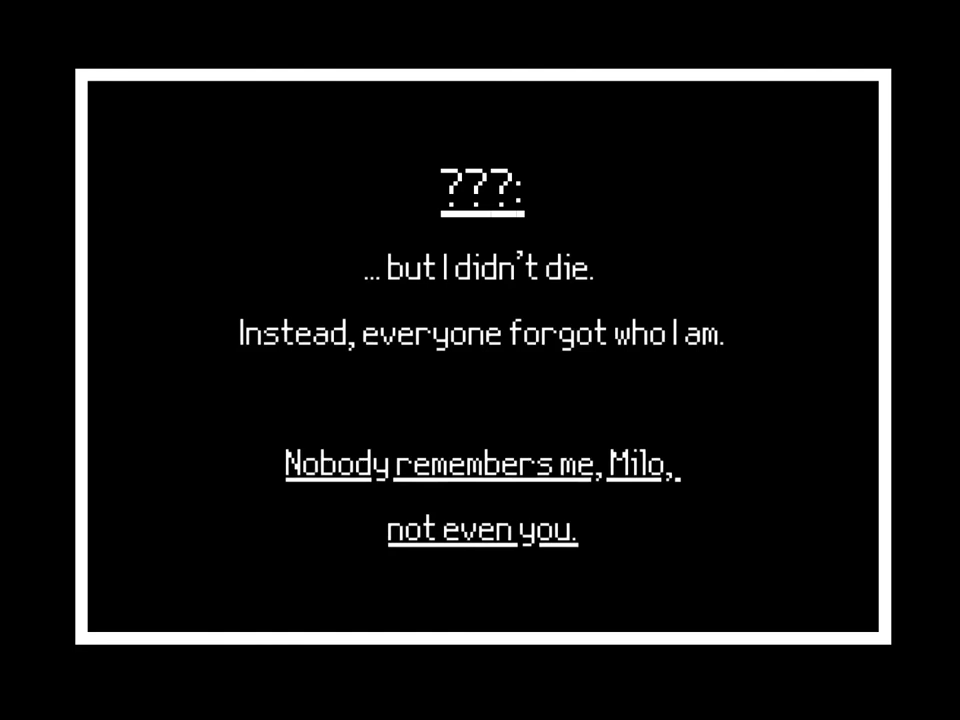 ???:
... but I didn't die.
Instead, everyone forgot who I am.
Nobody remembers me, Milo,
not even you.